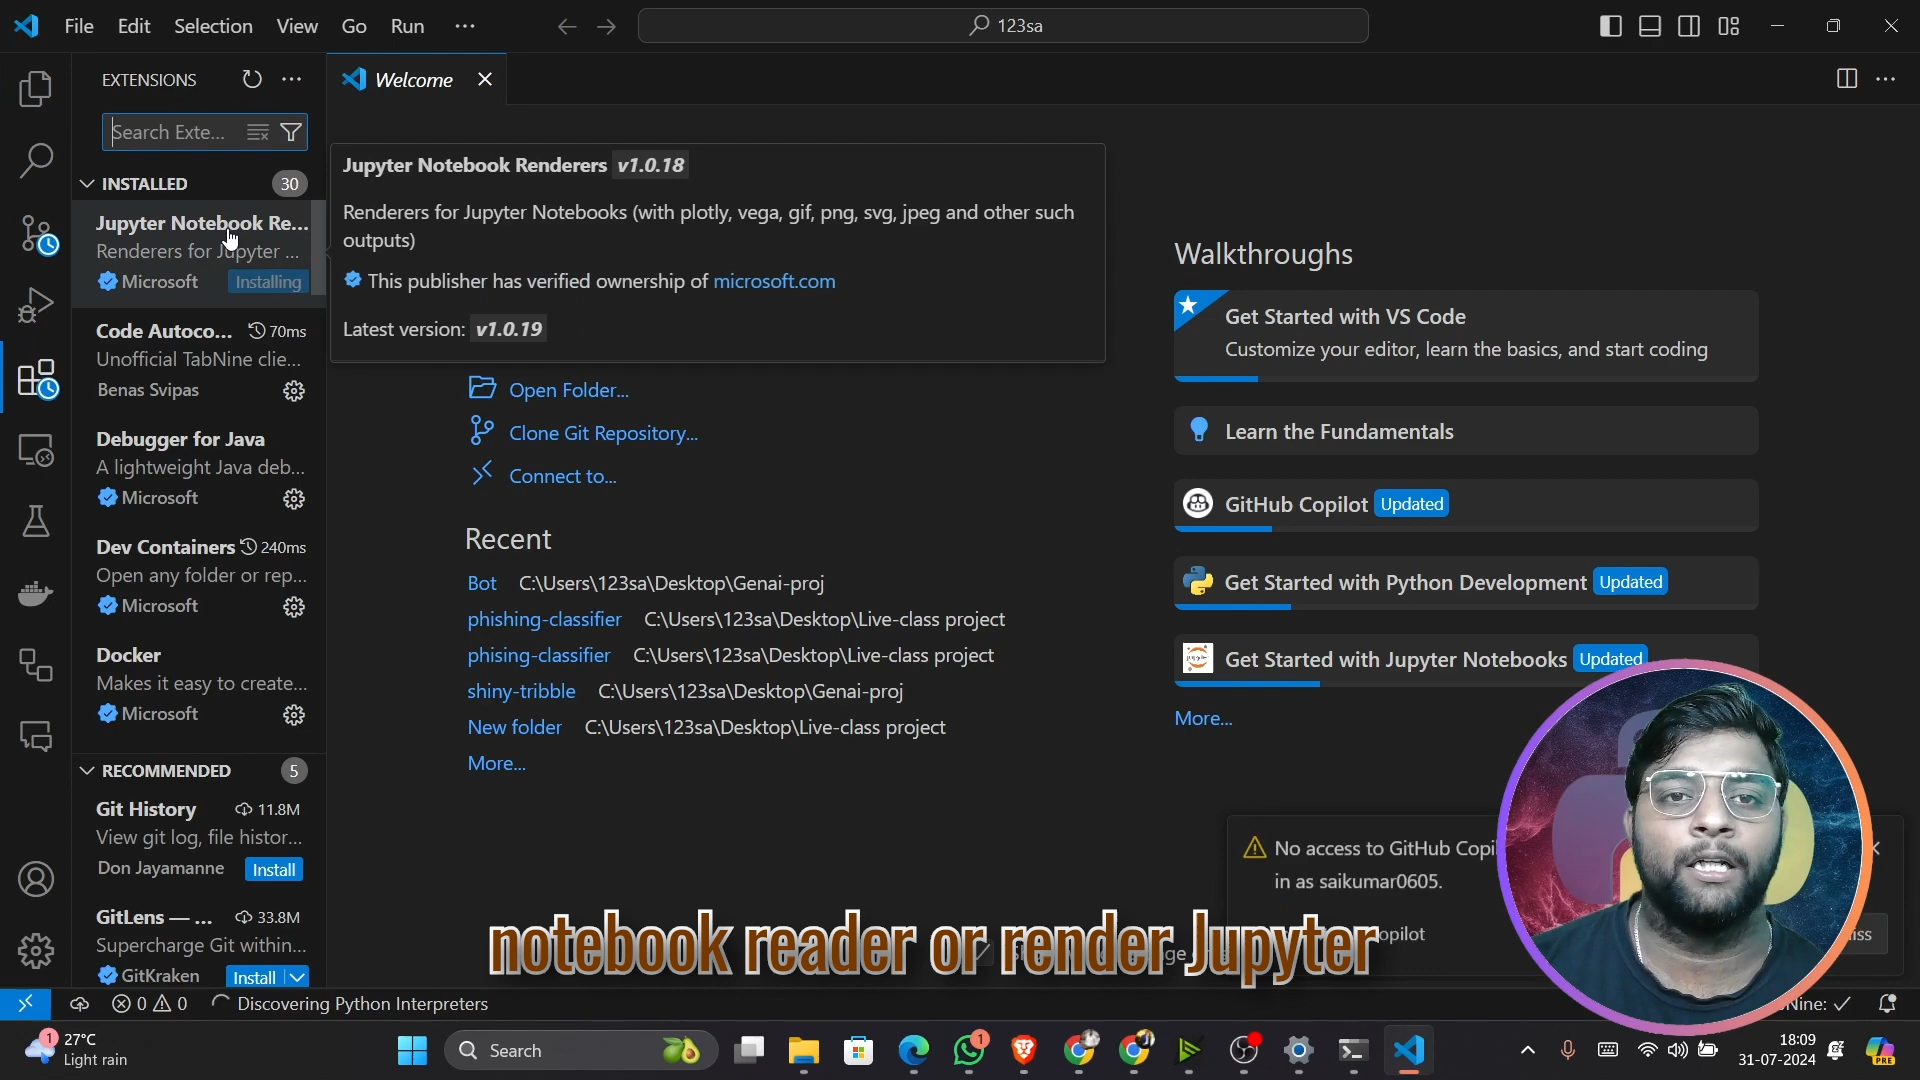 File Edit Selection View Go Run ...
123sa
EXTENSIONS
Welcome
Search Exte...
INSTALLED 30
Jupyter Notebook Re...
Renderers for Jupyter ...
Microsoft Installing
Code Autoco... 70ms
Unofficial TabNine clie...
Benas Svipas
Debugger for Java
A lightweight Java deb...
Microsoft
Dev Containers 240ms
Open any folder or rep...
Microsoft
Docker
Makes it easy to create...
Microsoft
RECOMMENDED 5
Git History 11.8M
View git log, file histor...
Don Jayamanne Install
GitLens — ... 33.8M
Supercharge Git within...
GitKraken Install
Jupyter Notebook Renderers v1.0.18
Renderers for Jupyter Notebooks (with plotly, vega, gif, png, svg, jpeg and other such
outputs)
This publisher has verified ownership of microsoft.com
Latest version: v1.0.19
Open Folder...
Clone Git Repository...
Connect to...
Recent
Bot C:\Users\123sa\Desktop\Genai-proj
phishing-classifier C:\Users\123sa\Desktop\Live-class project
phising-classifier C:\Users\123sa\Desktop\Live-class project
shiny-tribble C:\Users\123sa\Desktop\Genai-proj
New folder C:\Users\123sa\Desktop\Live-class project
More...
Walkthroughs
Get Started with VS Code
Customize your editor, learn the basics, and start coding
Learn the Fundamentals
GitHub Copilot Updated
Get Started with Python Development Updated
Get Started with Jupyter Notebooks Updated
More...
No access to GitHub Copi
in as saikumar0605.
opilot
iss
notebook reader or render Jupyter
0 0 Discovering Python Interpreters
Nine:
1 27°C
Light rain
Search
1
18:09
31-07-2024
PRE